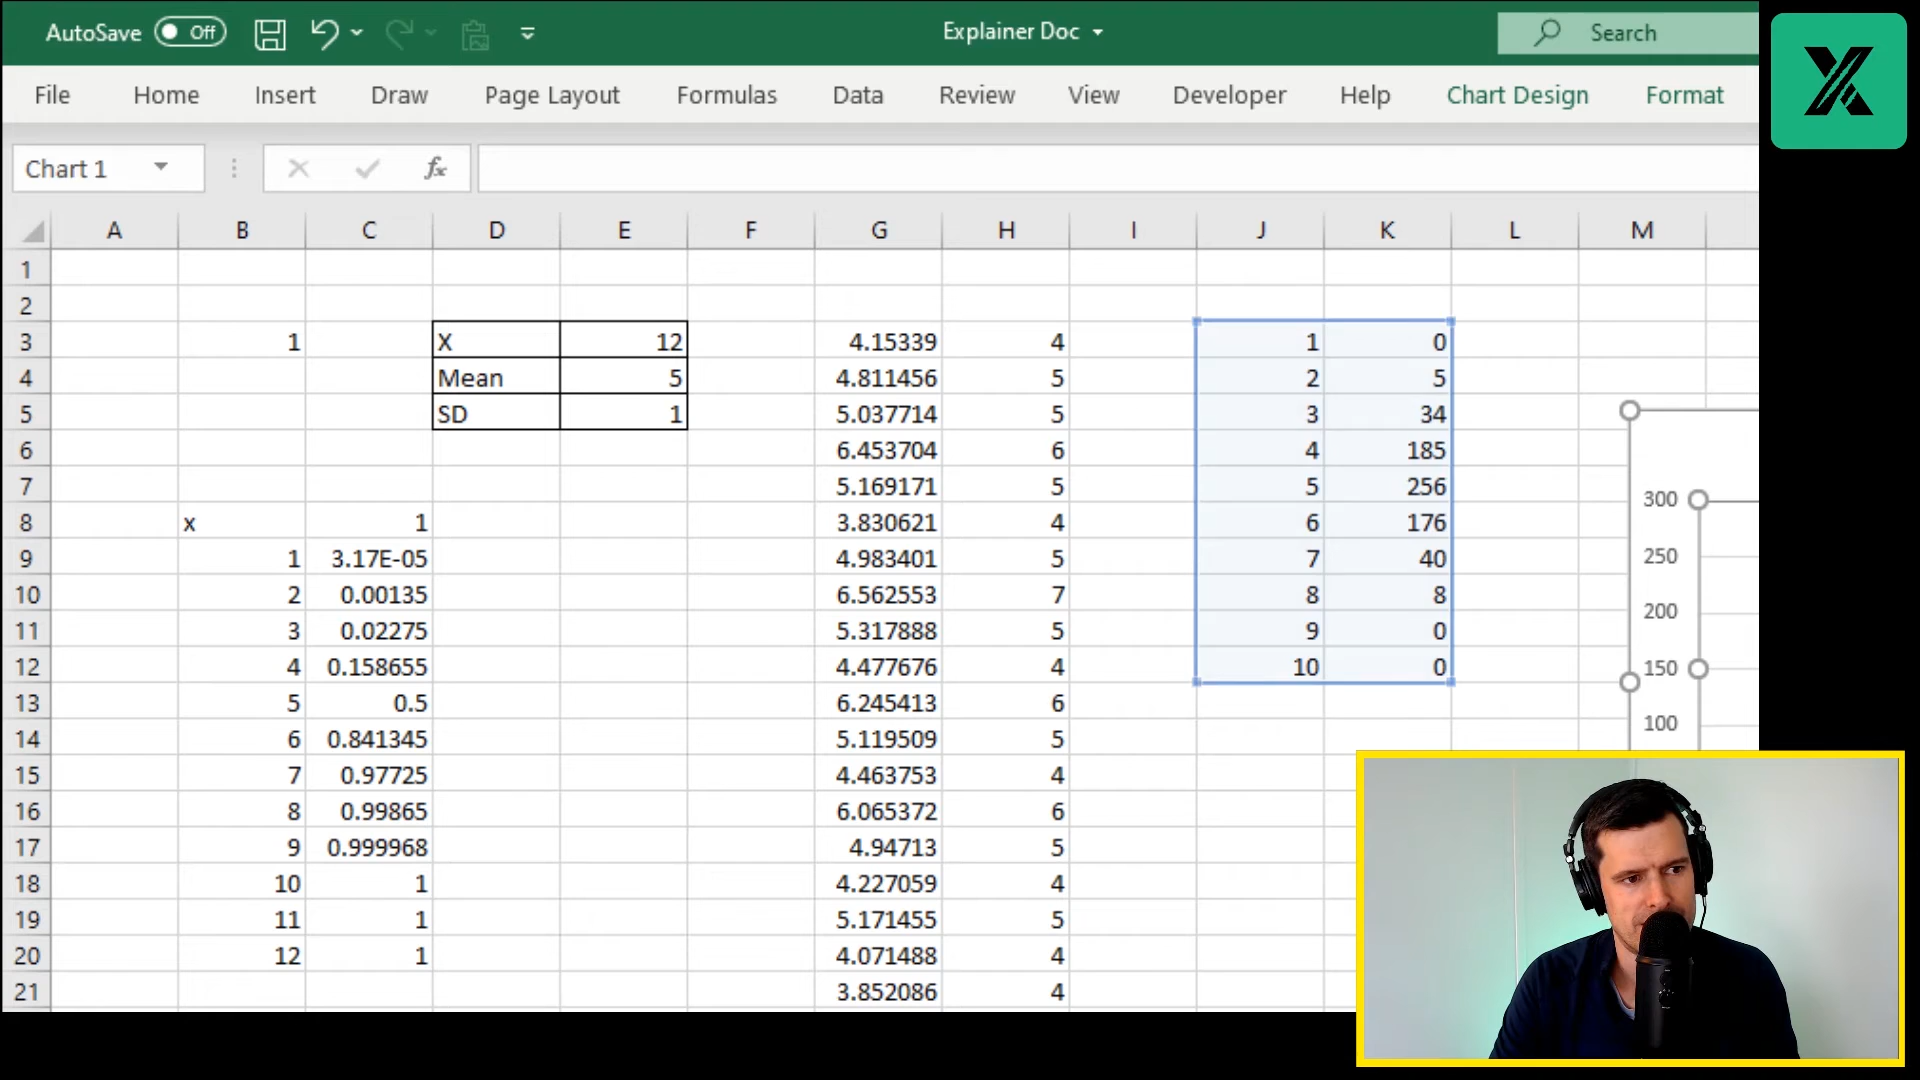 AutoSave Off Explainer Doc Search
File Home Insert Draw Page Layout Formulas Data Review View Developer Help Chart Design Format
Chart 1 fx
A B C D E F G H I J K L M
1
2
3 1 X 12 4.15339 4 1 0
4 Mean 5 4.811456 5 2 5
5 SD 1 5.037714 5 3 34
6 6.453704 6 4 185
7 5.169171 5 5 256 300
8 x 1 3.830621 4 6 176
9 1 3.17E-05 4.983401 5 7 40 250
10 2 0.00135 6.562553 7 8 8 200
11 3 0.02275 5.317888 5 9 0
12 4 0.158655 4.477676 4 10 0 150
13 5 0.5 6.245413 6
14 6 0.841345 5.119509 5 100
15 7 0.97725 4.463753 4
16 8 0.99865 6.065372 6
17 9 0.999968 4.94713 5
18 10 1 4.227059 4
19 11 1 5.171455 5
20 12 1 4.071488 4
21 3.852086 4